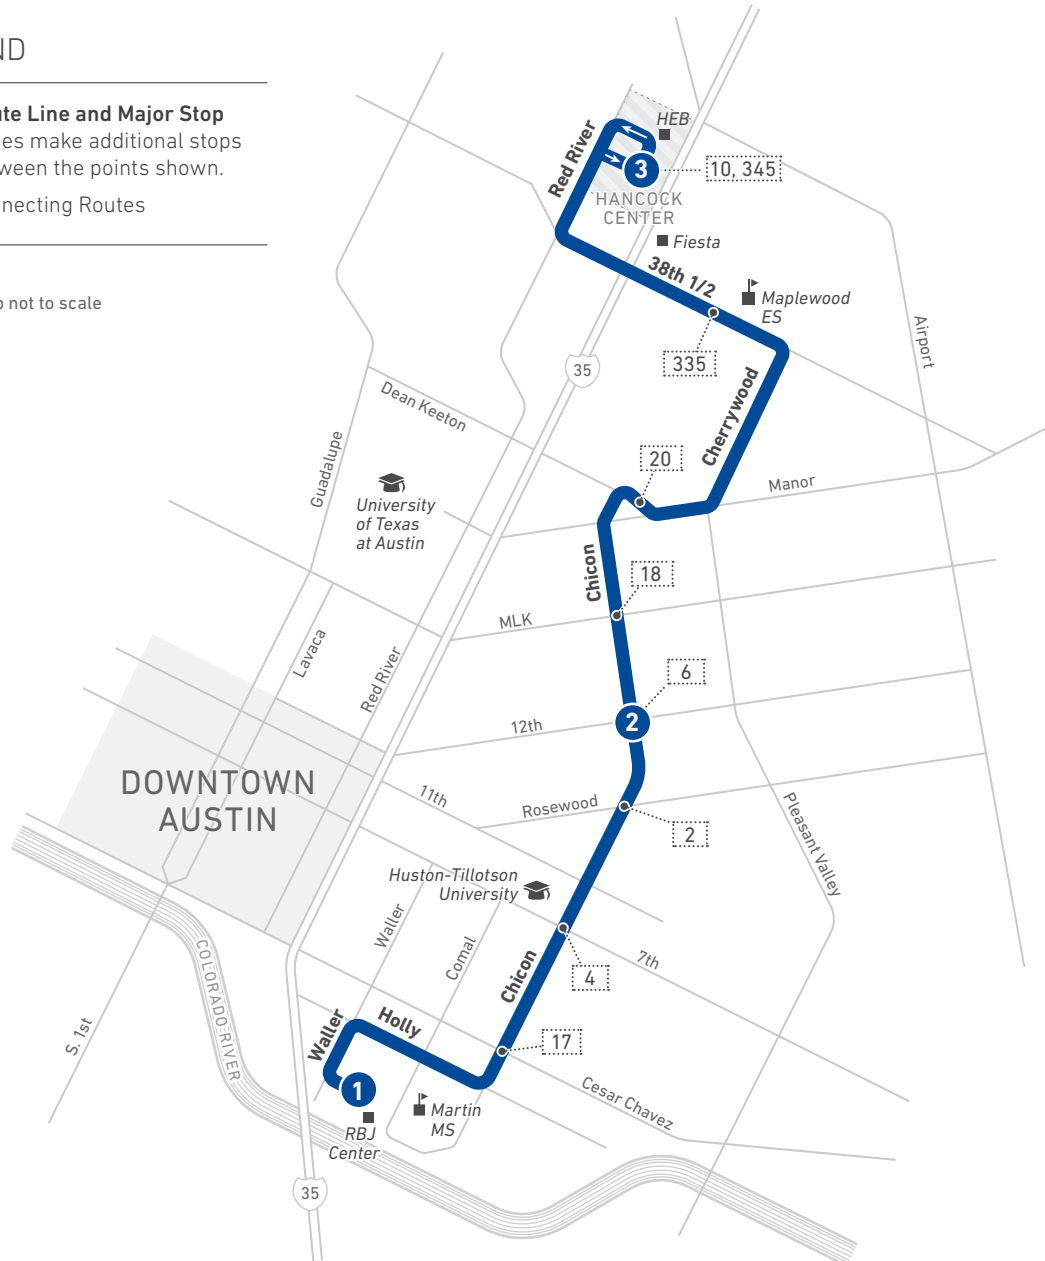 ND
ute Line and Major Stop
ses make additional stops
ween the points shown.
nnecting Routes
p not to scale
HEB
Red River
3
10, 345
HANCOCK
CENTER
Fiesta
38th 1/2
Maplewood
ES
Airport
335
35
Dean Keeton
Cherrywood
Guadalupe
20
Manor
University
of Texas
at Austin
Chicon
18
MLK
Lavaca
Red River
6
12th
2
DOWNTOWN
AUSTIN
11th
Rosewood
2
Pleasant Valley
Huston-Tillotson
University
Waller
Comal
7th
4
Chicon
COLORADO RIVER
S. 1st
Waller
Holly
17
1
Cesar Chavez
Martin
MS
RBJ
Center
35